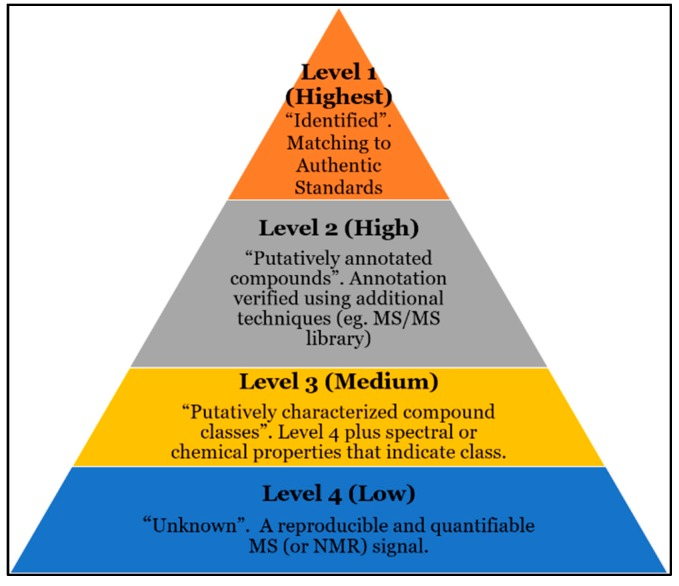 Level 1
(Highest)
“Identified”.
Matching to
Authentic
Standards
Level 2 (High)
“Putatively annotated
compounds”. Annotation
verified using additional
techniques (eg. MS/MS
library)
Level 3 (Medium)
“Putatively characterized compound
classes”. Level 4 plus spectral or
chemical properties that indicate class.
Level 4 (Low)
“Unknown”.  A reproducible and quantifiable
MS (or NMR) signal.